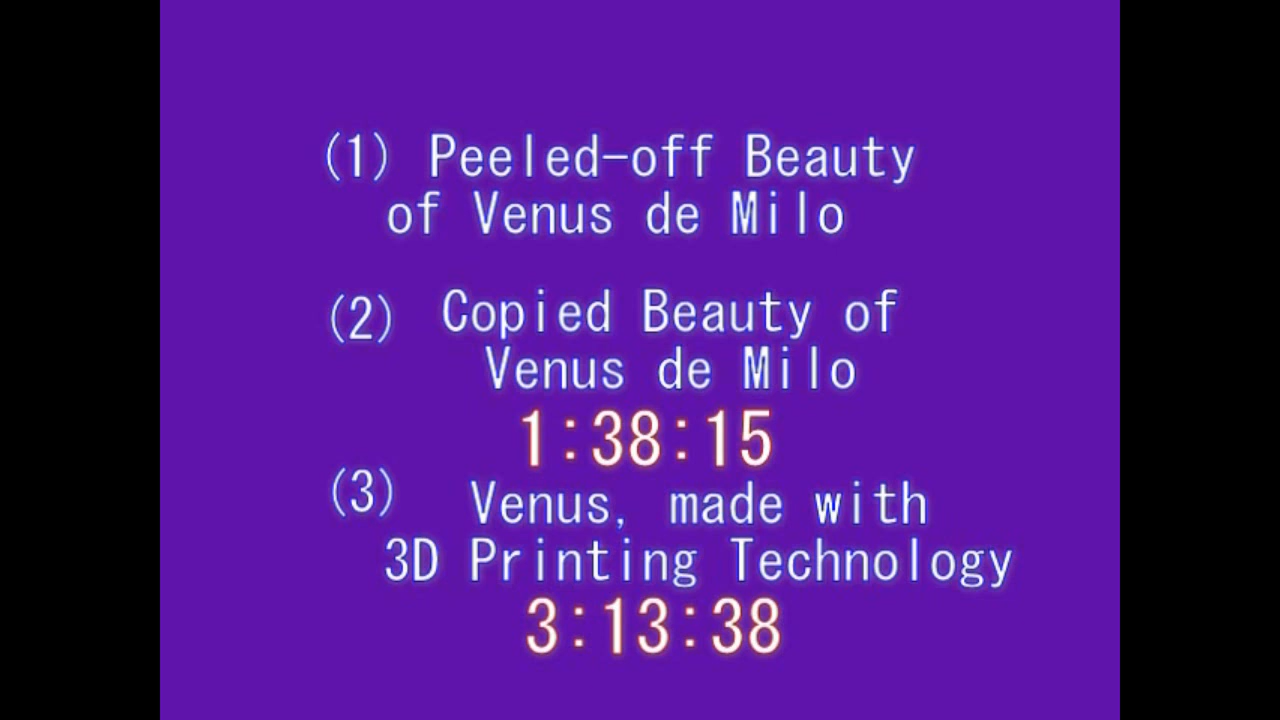 (1) Peeled-off Beauty
of Venus de Milo
(2) Copied Beauty of
Venus de Milo
1:38:15
(3) Venus, made with
3D Printing Technology
3:13:38